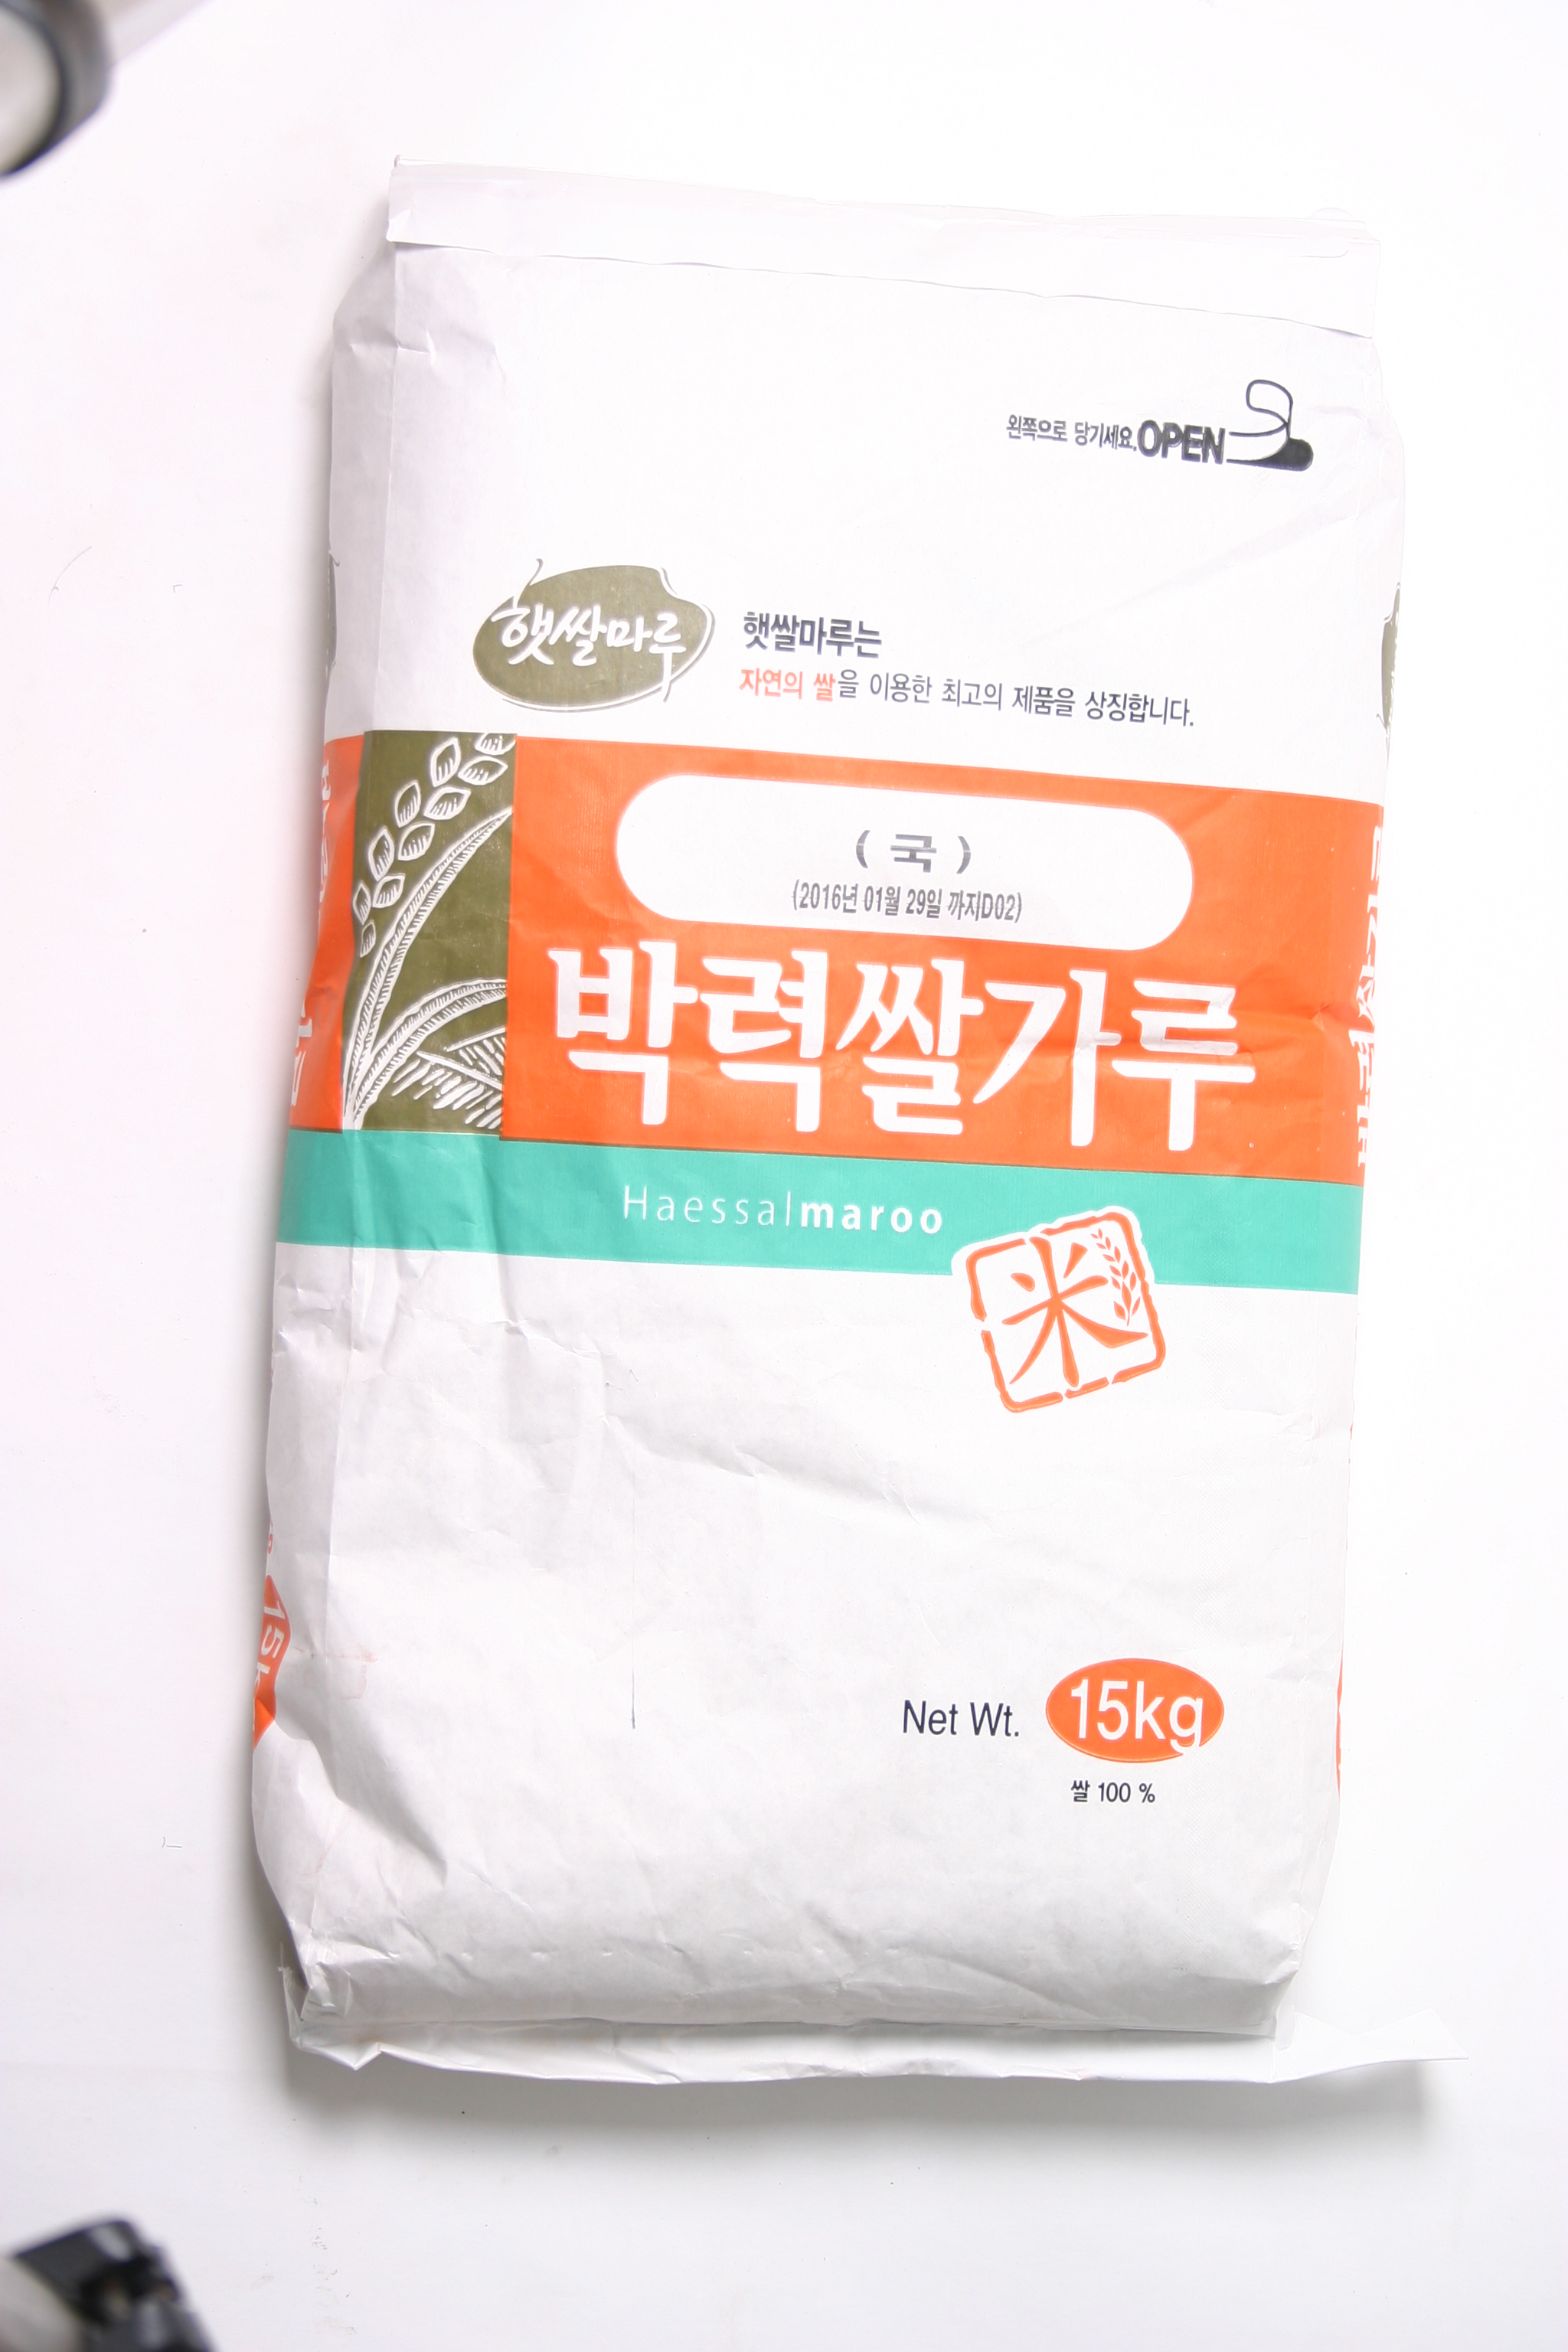 왼쪽으로 당기세요. OPEN
햇쌀마루
햇쌀마루는
자연의 쌀을 이용한 최고의 제품을 상징합니다.
( 국 )
(2016년 01월 29일 까지D02)
박력쌀가루
Haessalmaroo
米
Net Wt. 15kg
쌀 100 %